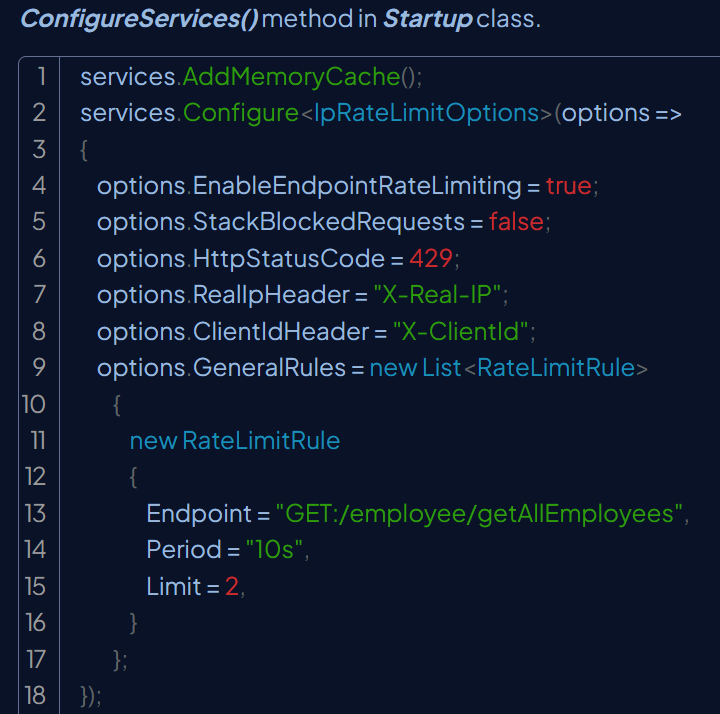 ConfigureServices() method in Startup class.
1 services.AddMemoryCache();
2 services.Configure<IpRateLimitOptions>(options =>
3 {
4 options.EnableEndpointRateLimiting = true;
5 options.StackBlockedRequests = false;
6 options.HttpStatusCode = 429;
7 options.RealIpHeader = "X-Real-IP";
8 options.ClientIdHeader = "X-ClientId";
9 options.GeneralRules = new List<RateLimitRule>
10 {
11 new RateLimitRule
12 {
13 Endpoint = "GET:/employee/getAllEmployees",
14 Period = "10s",
15 Limit = 2,
16 }
17 };
18 });